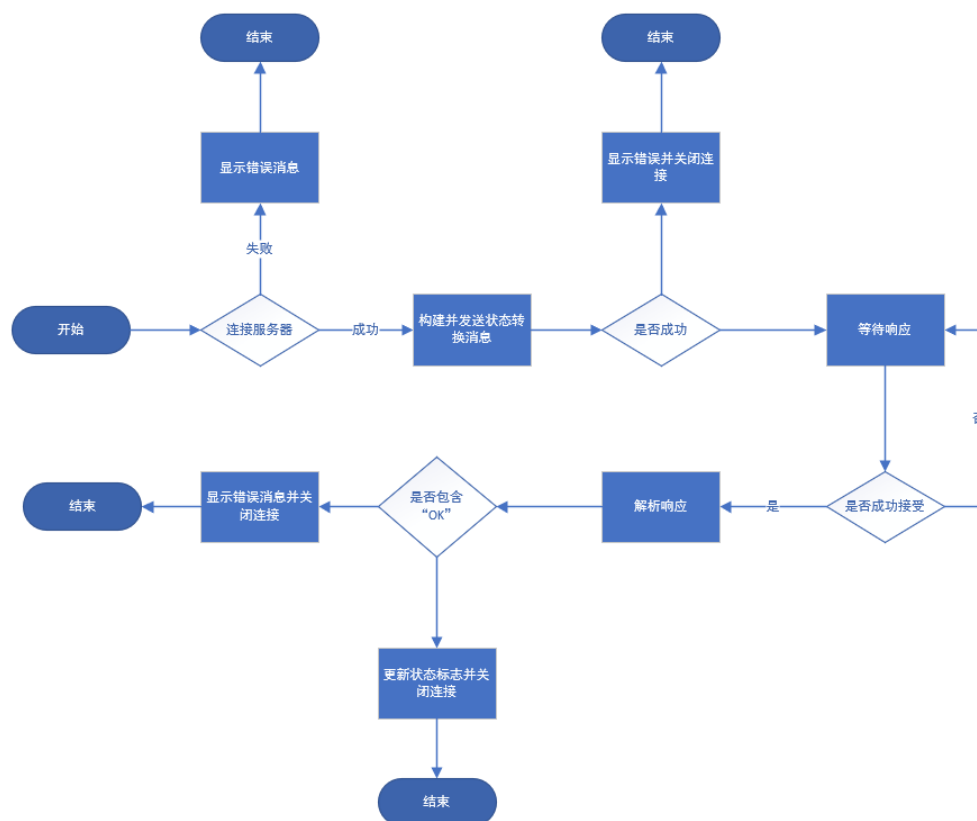 结束
结束
显示错误消息
显示错误并关闭连
接
失败
开始
连接服务器
成功
构建并发送状态转
换消息
是否成功
等待响应
结束
显示错误消息并关
闭连接
是否包含
“OK”
解析响应
是
是否成功接受
更新状态标志并关
闭连接
结束